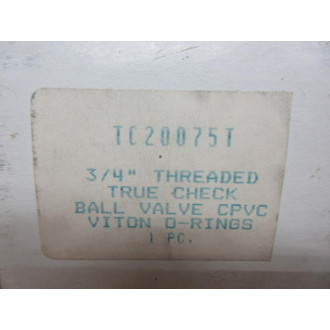 TC20075T
3/4" THREADED
TRUE CHECK
BALL VALVE CPVC
VITON O-RINGS
1 PC.